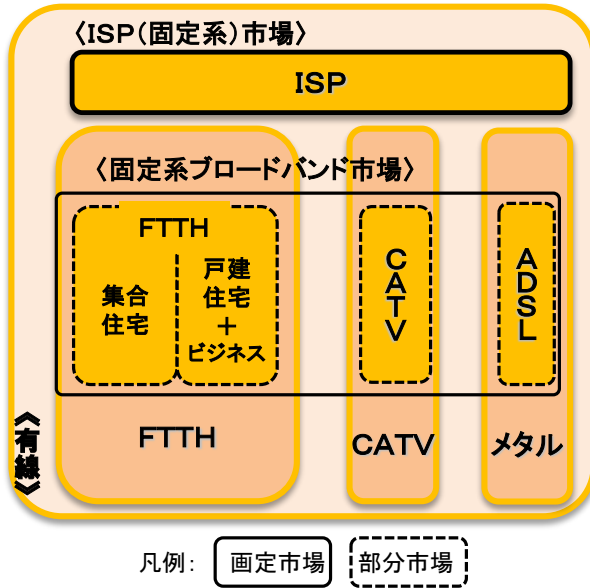 〈ISP(固定系)市場〉
ISP
〈固定系ブロードバンド市場〉
FTTH
集合
住宅
戸建
住宅
+
ビジネス
CATV
ADSL
FTTH
CATV
メタル
《有線》
凡例:
画定市場
部分市場